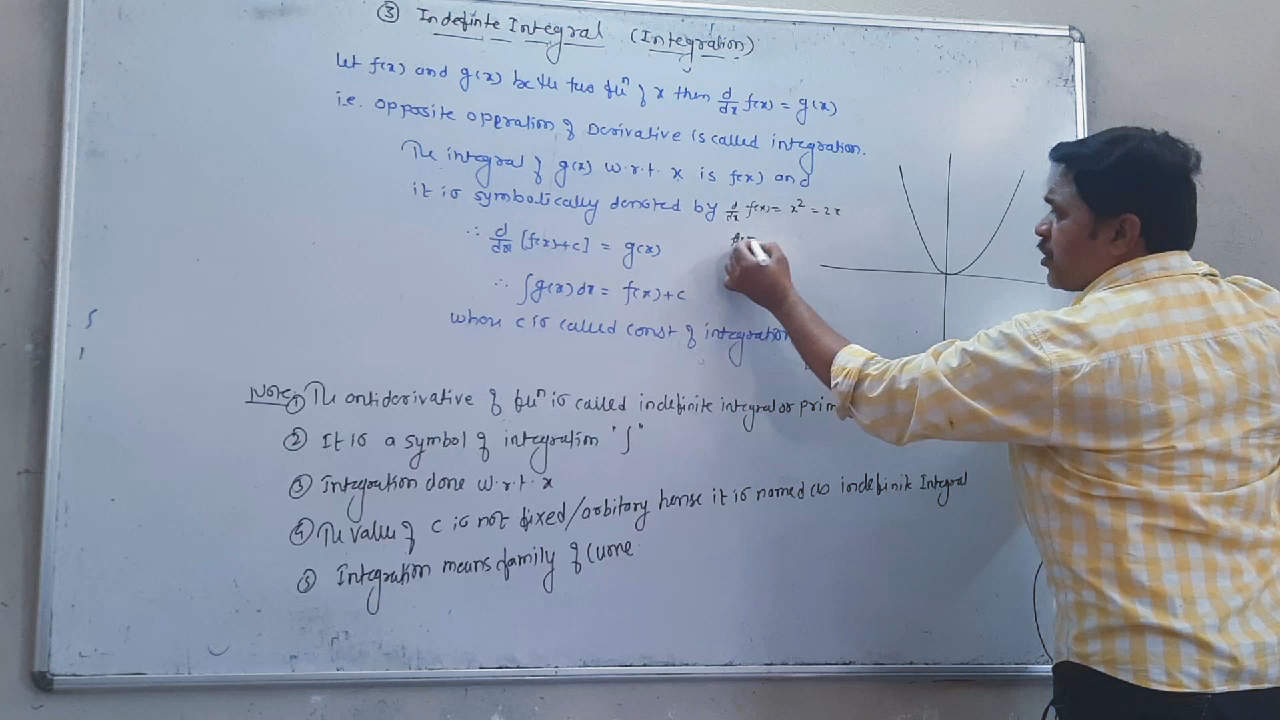 ③ Indefinte Integral (Integration)
Let f(x) and g(x) be the two fuⁿ of x then d/dx f(x) = g(x)
i.e. opposite operation of Derivative is called integration.
The integral of g(x) w.r.t. x is f(x) and
it is symbolically denoted by d/dx f(x) = x² = 2x
∴ d/dx [f(x)+c] = g(x)
∴ ∫g(x)dx = f(x)+c
where c is called const of integration
Note ① The antiderivative of fuⁿ is called indefinite integral or prim
② It is a symbol of integration "∫"
③ Integration done w.r.t. x
④ The value of c is not fixed/arbitory hense it is named as indefinite Integral
⑤ Integration means family of curve